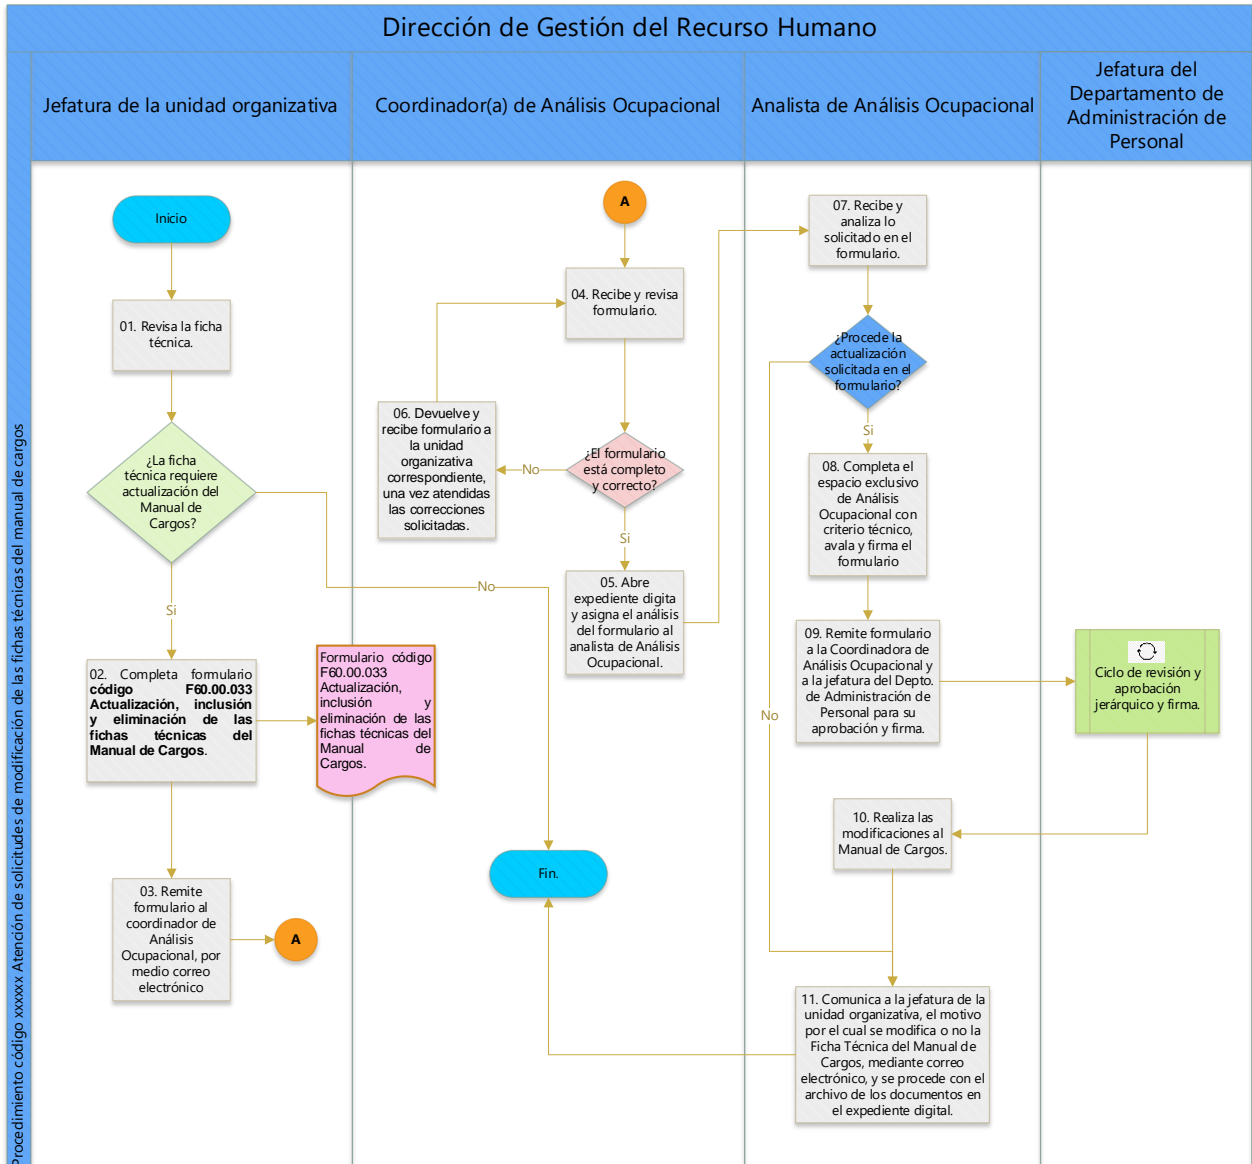 Dirección de Gestión del Recurso Humano
Procedimiento código xxxxxx Atención de solicitudes de modificación de las fichas técnicas del manual de cargos
Jefatura de la unidad organizativa
Coordinador(a) de Análisis Ocupacional
Analista de Análisis Ocupacional
Jefatura del
Departamento de
Administración de
Personal
Inicio
01. Revisa la ficha
técnica.
¿La ficha
técnica requiere
actualización del
Manual de
Cargos?
Si
No
02. Completa formulario
código F60.00.033
Actualización, inclusión
y eliminación de las
fichas técnicas del
Manual de Cargos.
Formulario código
F60.00.033
Actualización,
inclusión y
eliminación de las
fichas técnicas del
Manual de
Cargos.
03. Remite
formulario al
coordinador de
Análisis
Ocupacional, por
medio correo
electrónico
A
A
04. Recibe y revisa
formulario.
¿El formulario
está completo
y correcto?
No
Si
06. Devuelve y
recibe formulario a
la unidad
organizativa
correspondiente,
una vez atendidas
las correcciones
solicitadas.
05. Abre
expediente digita
y asigna el análisis
del formulario al
analista de Análisis
Ocupacional.
Fin.
07. Recibe y
analiza lo
solicitado en el
formulario.
¿Procede la
actualización
solicitada en el
formulario?
Si
No
08. Completa el
espacio exclusivo
de Análisis
Ocupacional con
criterio técnico,
avala y firma el
formulario
09. Remite formulario
a la Coordinadora de
Análisis Ocupacional y
a la jefatura del Depto.
de Administración de
Personal para su
aprobación y firma.
Ciclo de revisión y
aprobación
jerárquico y firma.
10. Realiza las
modificaciones al
Manual de Cargos.
11. Comunica a la jefatura de la
unidad organizativa, el motivo
por el cual se modifica o no la
Ficha Técnica del Manual de
Cargos, mediante correo
electrónico, y se procede con el
archivo de los documentos en
el expediente digital.